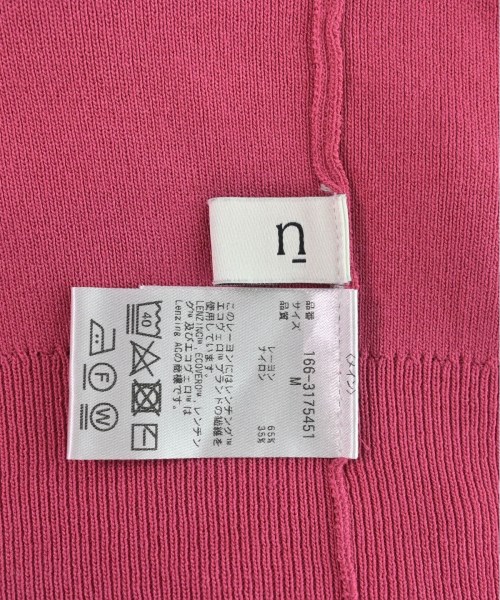 n
(メイン)
品番 166-3175451
サイズ M
品質
レーヨン 65%
ナイロン 35%
このレーヨンにはレンチング™
エコヴェロ™ブランドの繊維を
使用しています。
LENZING™, ECOVERO™, レンチン
グ™ 及びエコヴェロ™は
Lenzing AGの商標です。
40
F
W